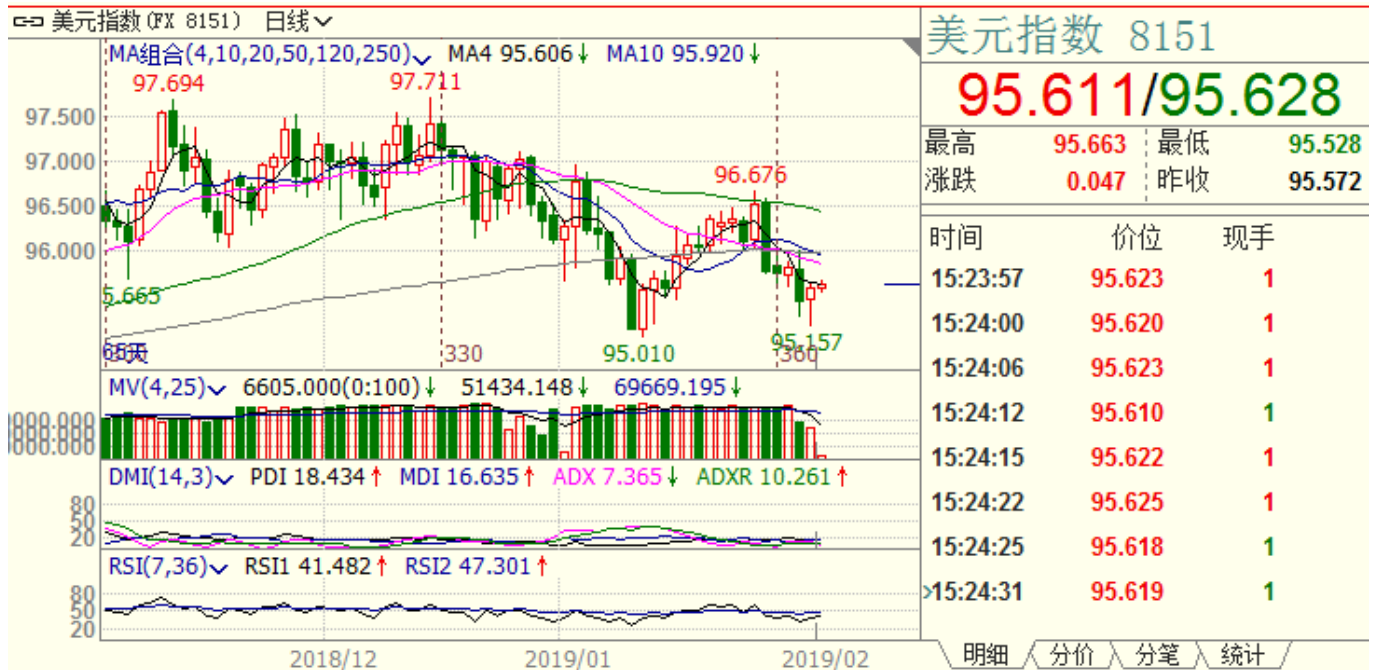 美元指数(FX 8151) 日线
MA组合(4,10,20,50,120,250) MA4 95.606↓ MA10 95.920↓
97.694
97.711
97.500
97.000
96.676
96.500
96.000
5.665
330
95.010
95.157
360
MV(4,25) 6605.000(0:100)↓ 51434.148↓ 69669.195↓
0000.000
0000.000
DMI(14,3) PDI 18.434↑ MDI 16.635↑ ADX 7.365↓ ADXR 10.261↑
80
50
20
RSI(7,36) RSI1 41.482↑ RSI2 47.301↑
80
50
20
2018/12 2019/01 2019/02
美元指数 8151
95.611/95.628
最高 95.663 最低 95.528
涨跌 0.047 昨收 95.572
时间 价位 现手
15:23:57 95.623 1
15:24:00 95.620 1
15:24:06 95.623 1
15:24:12 95.610 1
15:24:15 95.622 1
15:24:22 95.625 1
15:24:25 95.618 1
>15:24:31 95.619 1
明细 分价 分笔 统计